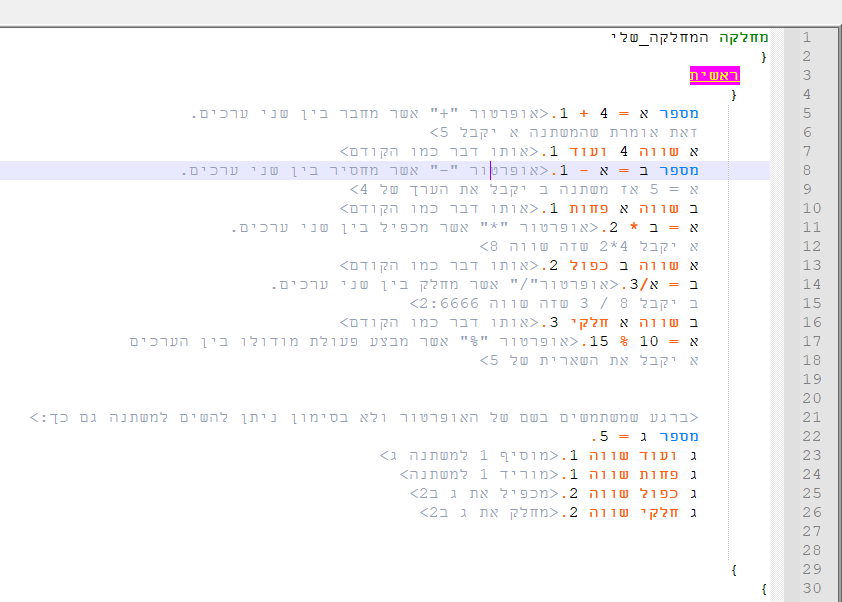 1 מחלקה המחלקה_שלי
2 {
3 ראשית
4 {
5 מספר א = 4 + 1.<אופרטור "+" אשר מחבר בין שני ערכים.
6 זאת אומרת שהמשתנה א יקבל 5>
7 א שווה 4 ועוד 1.<אותו דבר כמו הקודם>
8 מספר ב = א - 1.<אופרטור "-" אשר מחסיר בין שני ערכים.
9 א = 5 אז משתנה ב יקבל את הערך של 4>
10 ב שווה א פחות 1.<אותו דבר כמו הקודם>
11 א = ב * 2.<אופרטור "*" אשר מכפיל בין שני ערכים.
12 א יקבל 4*2 שזה שווה 8>
13 א שווה ב כפול 2.<אותו דבר כמו הקודם>
14 ב = א/3.<אופרטור"/" אשר מחלק בין שני ערכים.
15 ב יקבל 8 / 3 שזה שווה 2:6666>
16 ב שווה א חלקי 3.<אותו דבר כמו הקודם>
17 א = 10 % 15.<אופרטור "%" אשר מבצע פעולת מודולו בין הערכים
18 א יקבל את השארית של 5>
19
20
21 <ברגע שמשתמשים בשם של האופרטור ולא בסימון ניתן להשים למשתנה גם כך:>
22 מספר ג = 5.
23 ג ועוד שווה 1.<מוסיף 1 למשתנה ג>
24 ג פחות שווה 1.<מוריד 1 למשתנה>
25 ג כפול שווה 2.<מכפיל את ג ב2>
26 ג חלקי שווה 2.<מחלק את ג ב2>
27
28
29 }
30 }